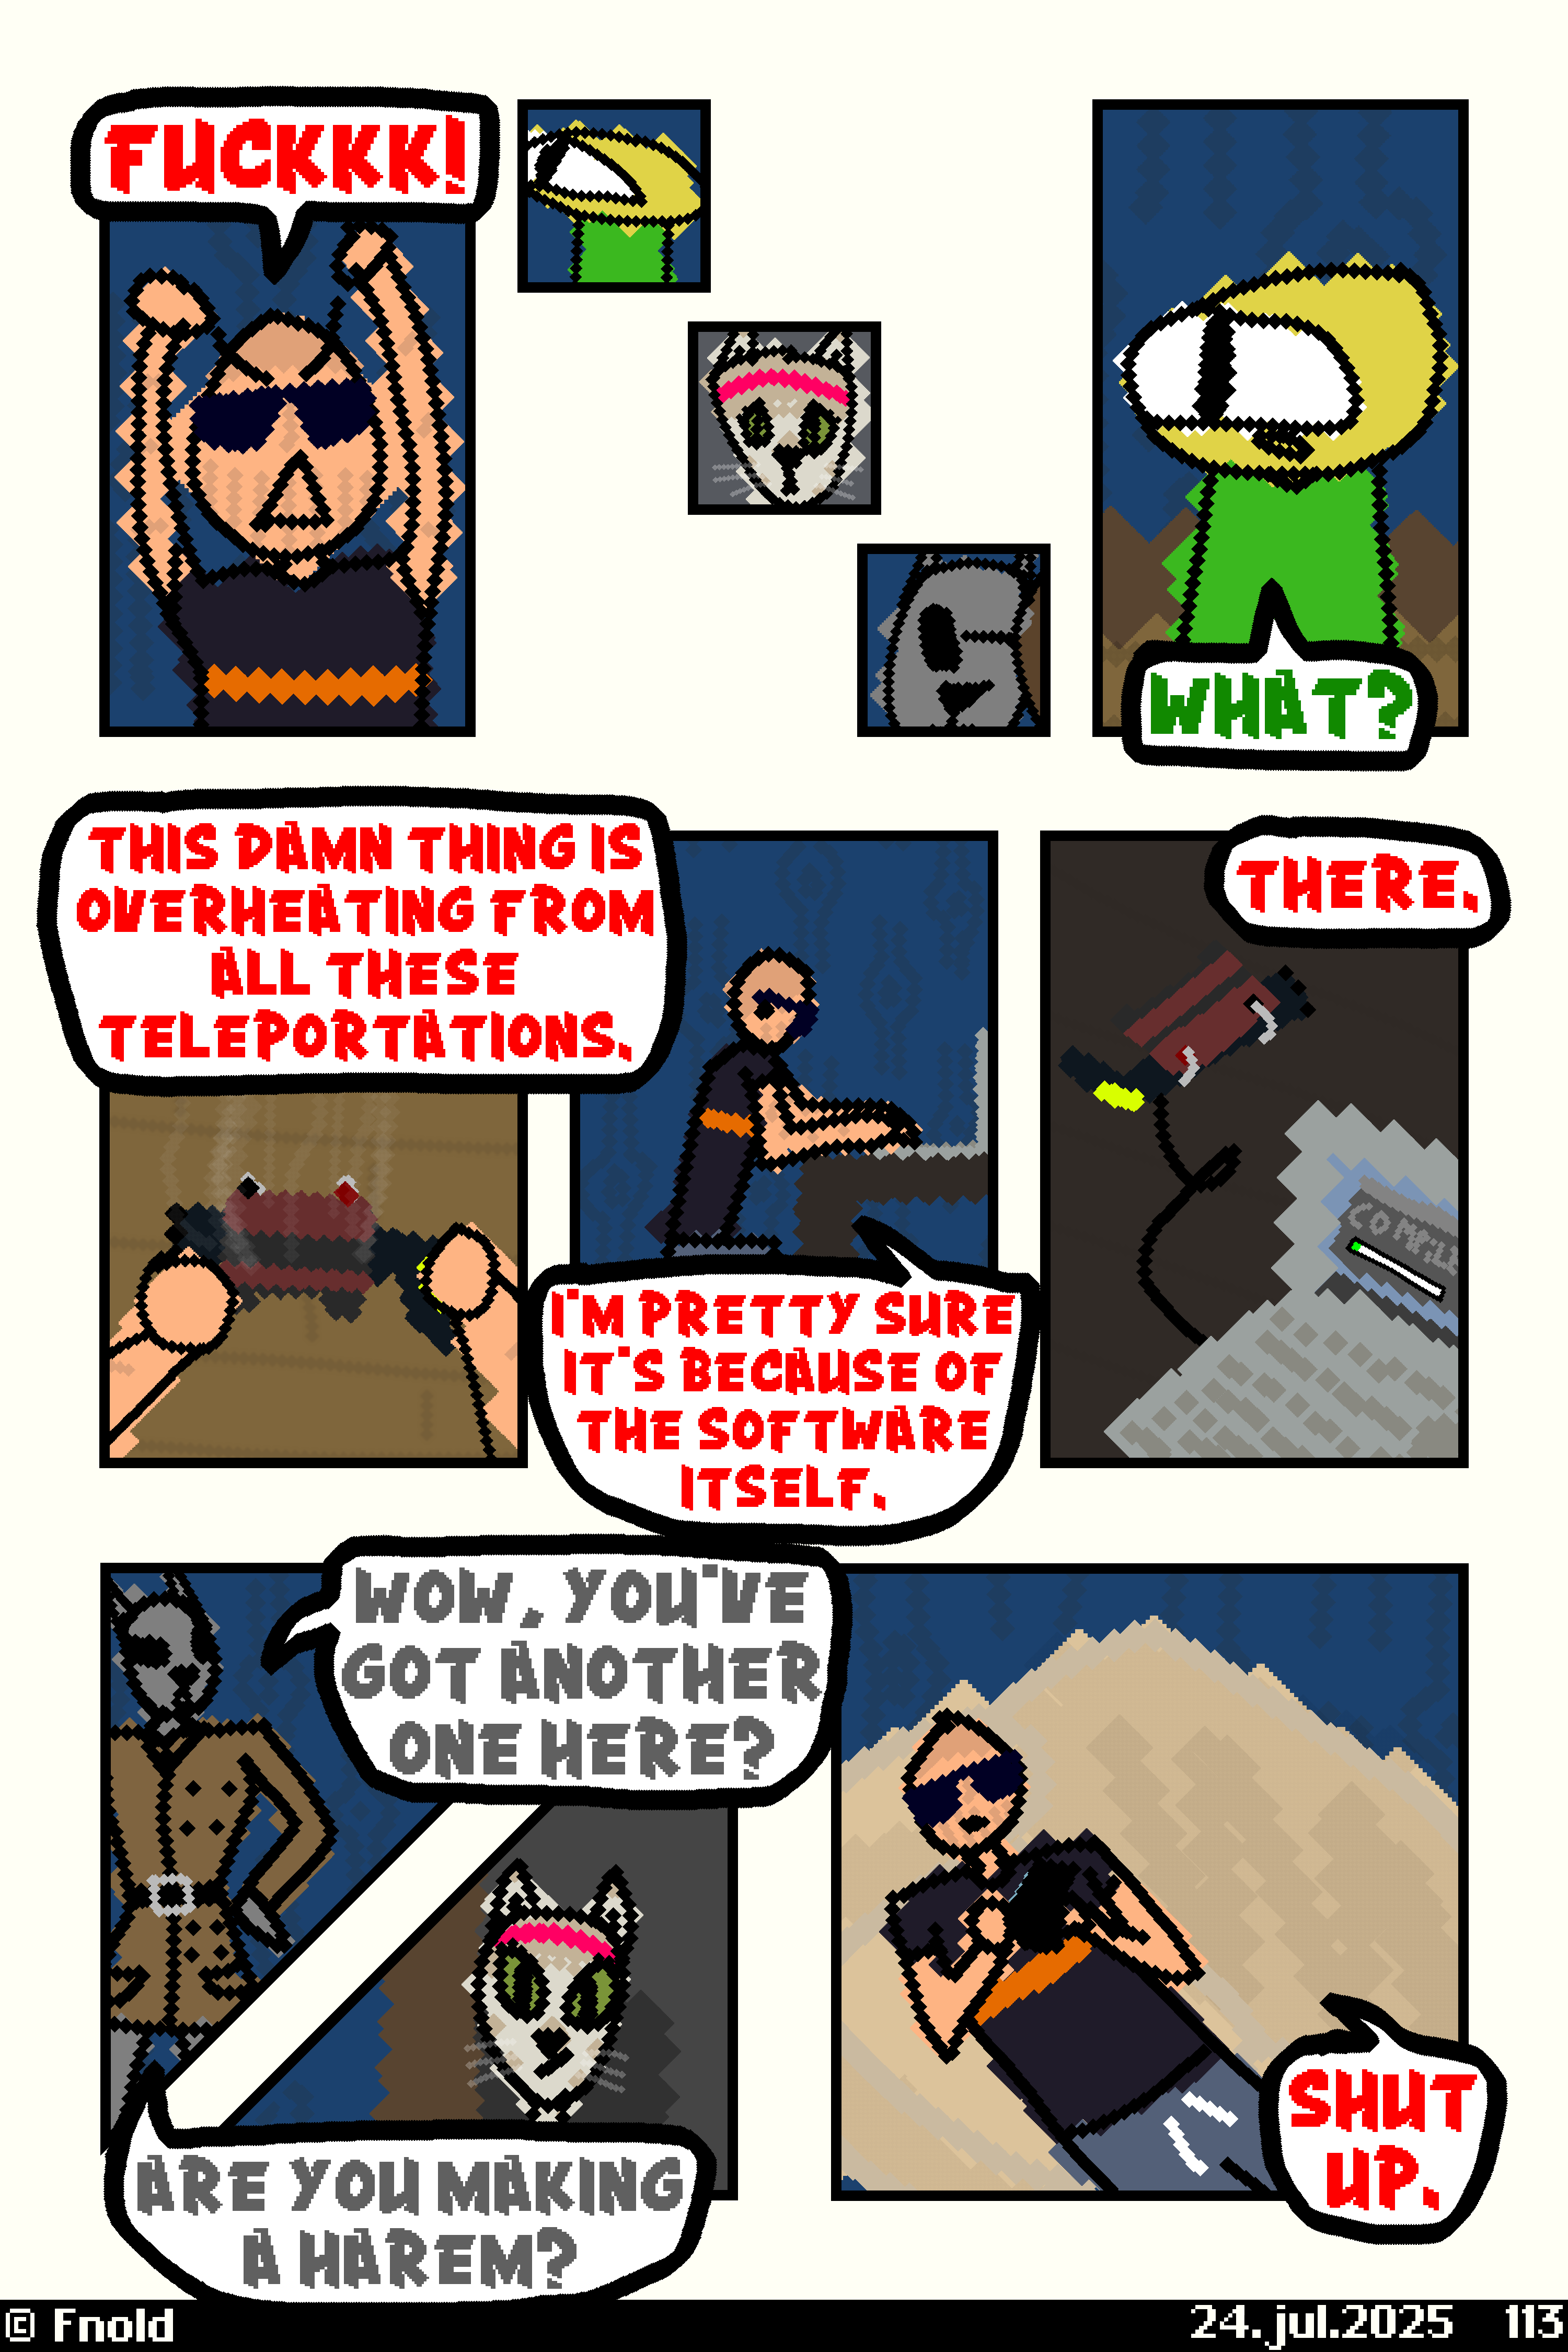 FUCKKK!
WHAT?
THIS DAMN THING IS
OVERHEATING FROM
ALL THESE
TELEPORTATIONS.
I'M PRETTY SURE
IT'S BECAUSE OF
THE SOFTWARE
ITSELF.
THERE.
COMPILE
WOW, YOU'VE
GOT ANOTHER
ONE HERE?
ARE YOU MAKING
A HAREM?
SHUT
UP.
© Fnold
24.jul.2025 113